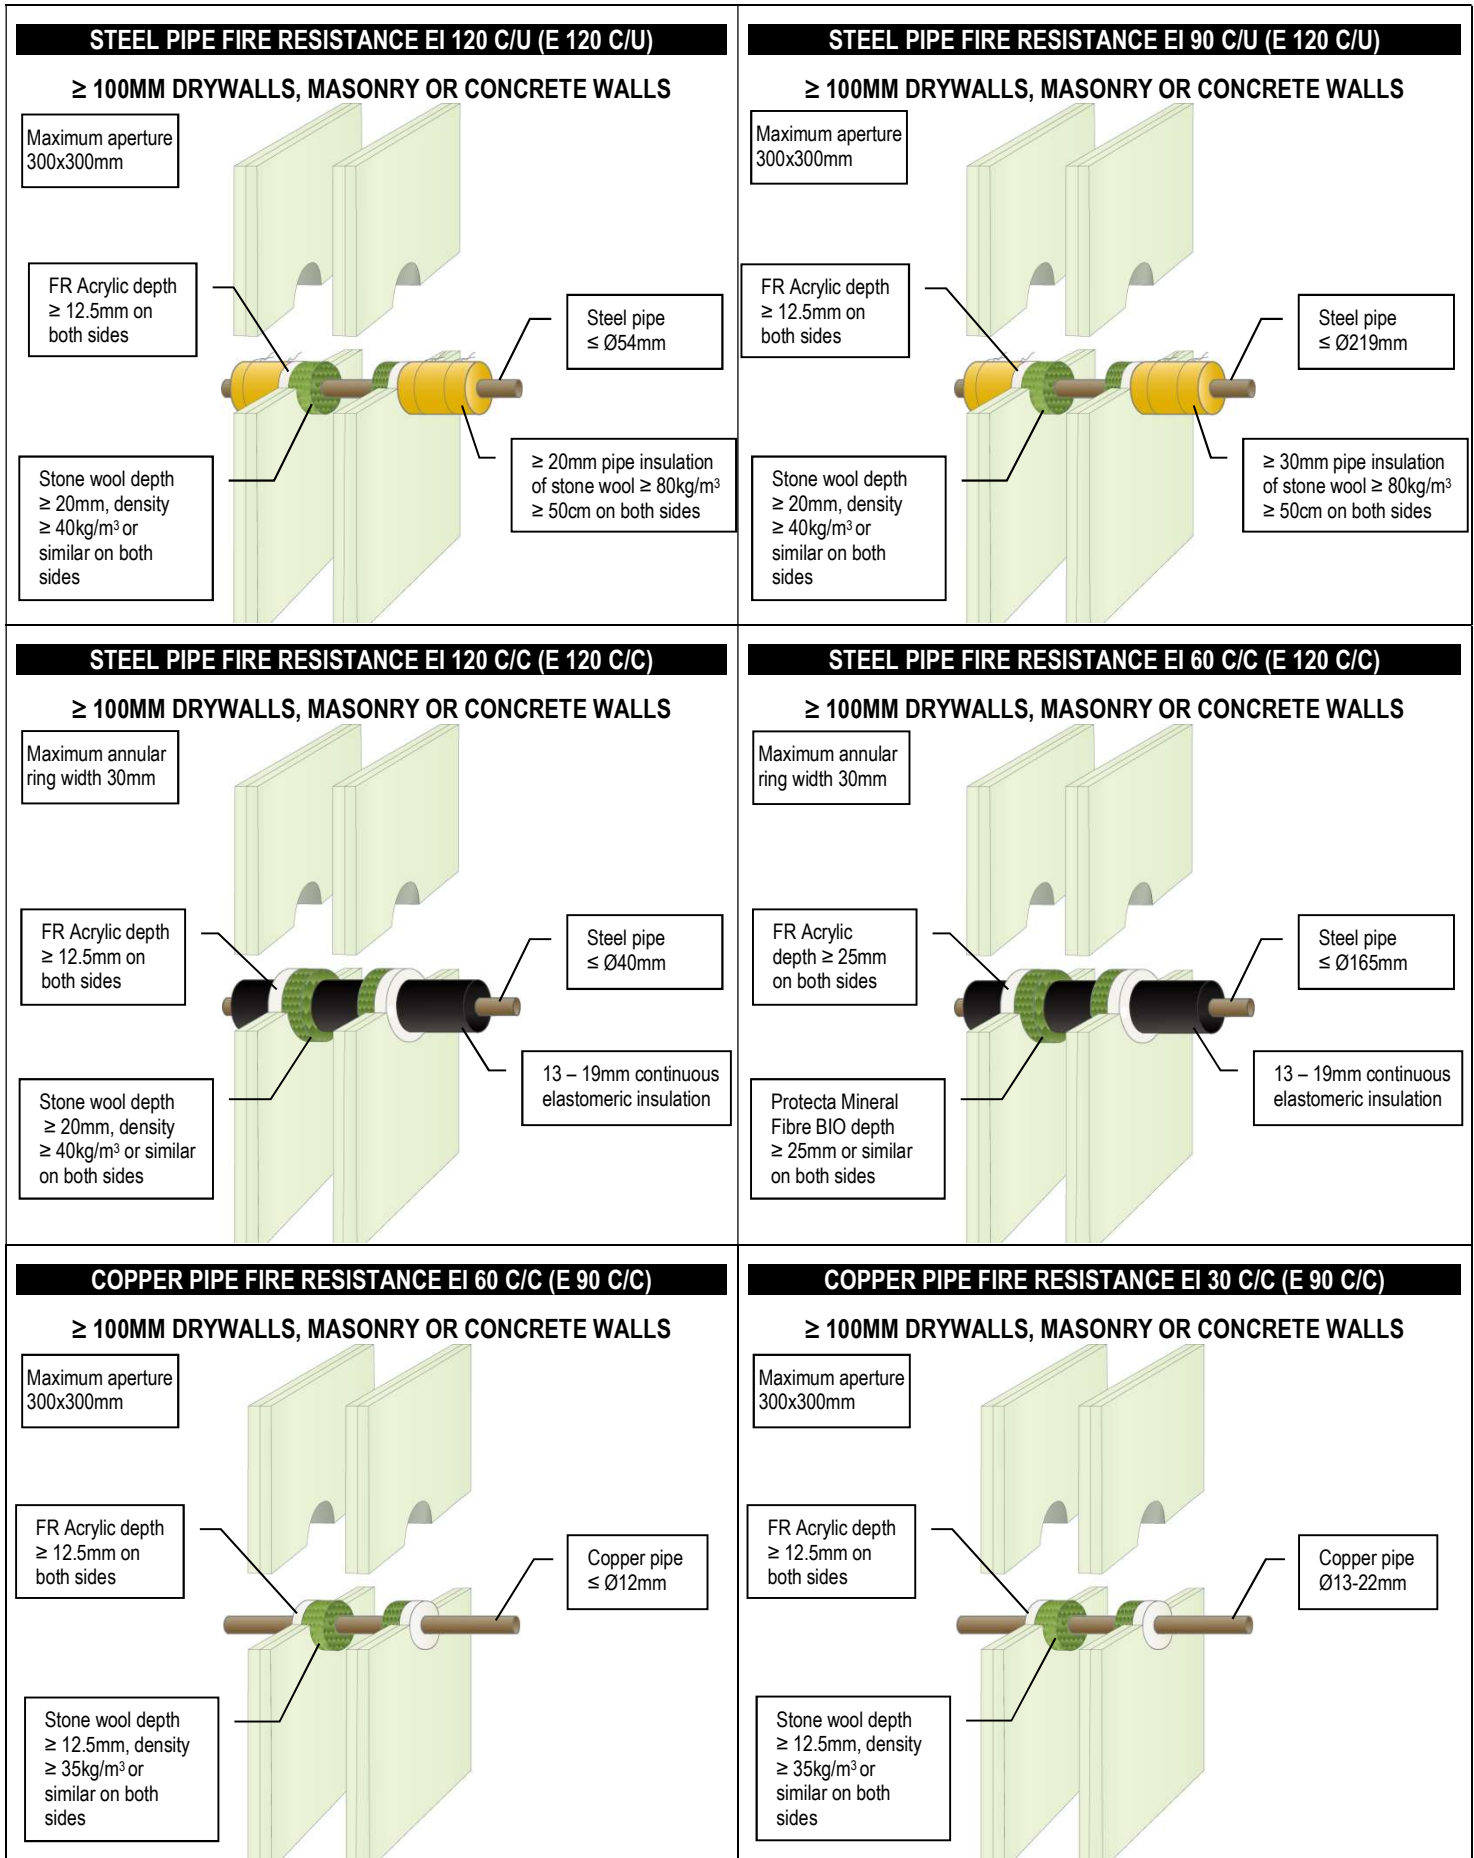 STEEL PIPE FIRE RESISTANCE EI 120 C/U (E 120 C/U)
≥ 100MM DRYWALLS, MASONRY OR CONCRETE WALLS
Maximum aperture
300x300mm
FR Acrylic depth
≥ 12.5mm on
both sides
Steel pipe
≤ Ø54mm
Stone wool depth
≥ 20mm, density
≥ 40kg/m³ or
similar on both
sides
≥ 20mm pipe insulation
of stone wool ≥ 80kg/m³
≥ 50cm on both sides
STEEL PIPE FIRE RESISTANCE EI 90 C/U (E 120 C/U)
≥ 100MM DRYWALLS, MASONRY OR CONCRETE WALLS
Maximum aperture
300x300mm
FR Acrylic depth
≥ 12.5mm on
both sides
Steel pipe
≤ Ø219mm
Stone wool depth
≥ 20mm, density
≥ 40kg/m³ or
similar on both
sides
≥ 30mm pipe insulation
of stone wool ≥ 80kg/m³
≥ 50cm on both sides
STEEL PIPE FIRE RESISTANCE EI 120 C/C (E 120 C/C)
≥ 100MM DRYWALLS, MASONRY OR CONCRETE WALLS
Maximum annular
ring width 30mm
FR Acrylic depth
≥ 12.5mm on
both sides
Steel pipe
≤ Ø40mm
Stone wool depth
≥ 20mm, density
≥ 40kg/m³ or similar
on both sides
13 – 19mm continuous
elastomeric insulation
STEEL PIPE FIRE RESISTANCE EI 60 C/C (E 120 C/C)
≥ 100MM DRYWALLS, MASONRY OR CONCRETE WALLS
Maximum annular
ring width 30mm
FR Acrylic
depth ≥ 25mm
on both sides
Steel pipe
≤ Ø165mm
Protecta Mineral
Fibre BIO depth
≥ 25mm or similar
on both sides
13 – 19mm continuous
elastomeric insulation
COPPER PIPE FIRE RESISTANCE EI 60 C/C (E 90 C/C)
≥ 100MM DRYWALLS, MASONRY OR CONCRETE WALLS
Maximum aperture
300x300mm
FR Acrylic depth
≥ 12.5mm on
both sides
Copper pipe
≤ Ø12mm
Stone wool depth
≥ 12.5mm, density
≥ 35kg/m³ or
similar on both
sides
COPPER PIPE FIRE RESISTANCE EI 30 C/C (E 90 C/C)
≥ 100MM DRYWALLS, MASONRY OR CONCRETE WALLS
Maximum aperture
300x300mm
FR Acrylic depth
≥ 12.5mm on
both sides
Copper pipe
Ø13-22mm
Stone wool depth
≥ 12.5mm, density
≥ 35kg/m³ or
similar on both
sides